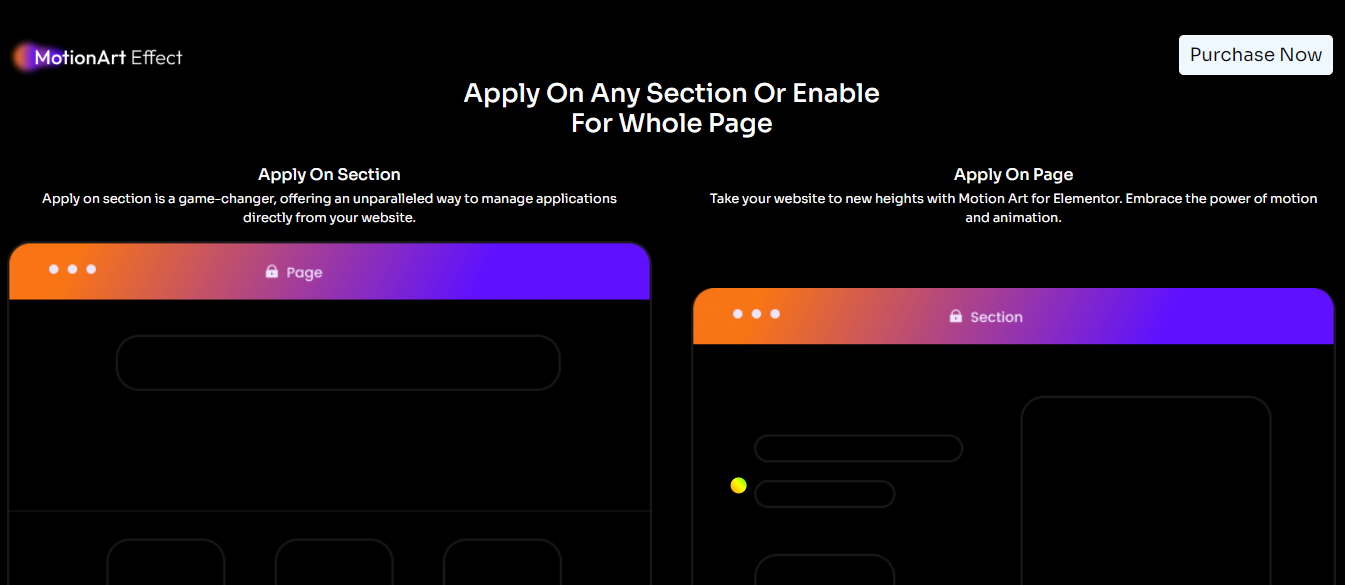 MotionArt Effect
Purchase Now
Apply On Any Section Or Enable
For Whole Page
Apply On Section
Apply on section is a game-changer, offering an unparalleled way to manage applications
directly from your website.
Page
Apply On Page
Take your website to new heights with Motion Art for Elementor. Embrace the power of motion
and animation.
Section